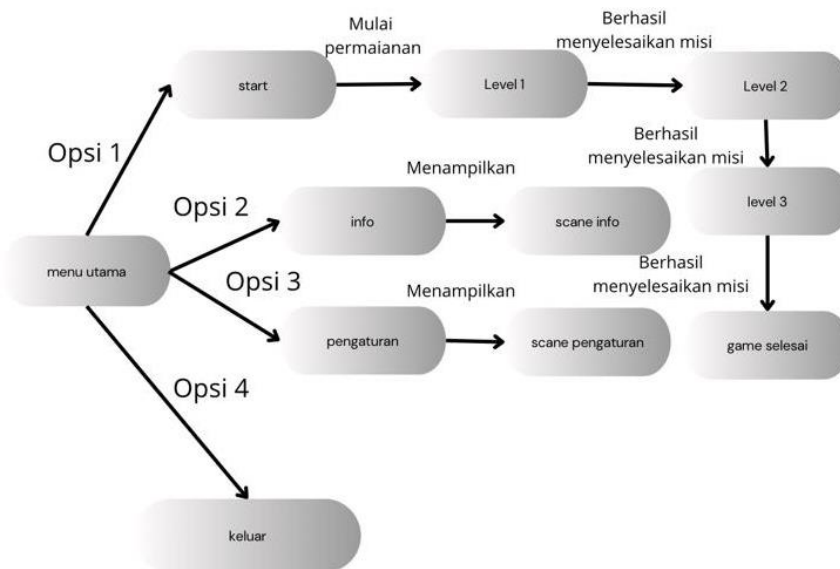 Mulai
permaianan
Berhasil
menyelesaikan misi
start
Level 1
Level 2
Opsi 1
Berhasil
menyelesaikan misi
Menampilkan
Opsi 2
info
scane info
level 3
menu utama
Opsi 3
Menampilkan
Berhasil
menyelesaikan misi
pengaturan
scane pengaturan
game selesai
Opsi 4
keluar